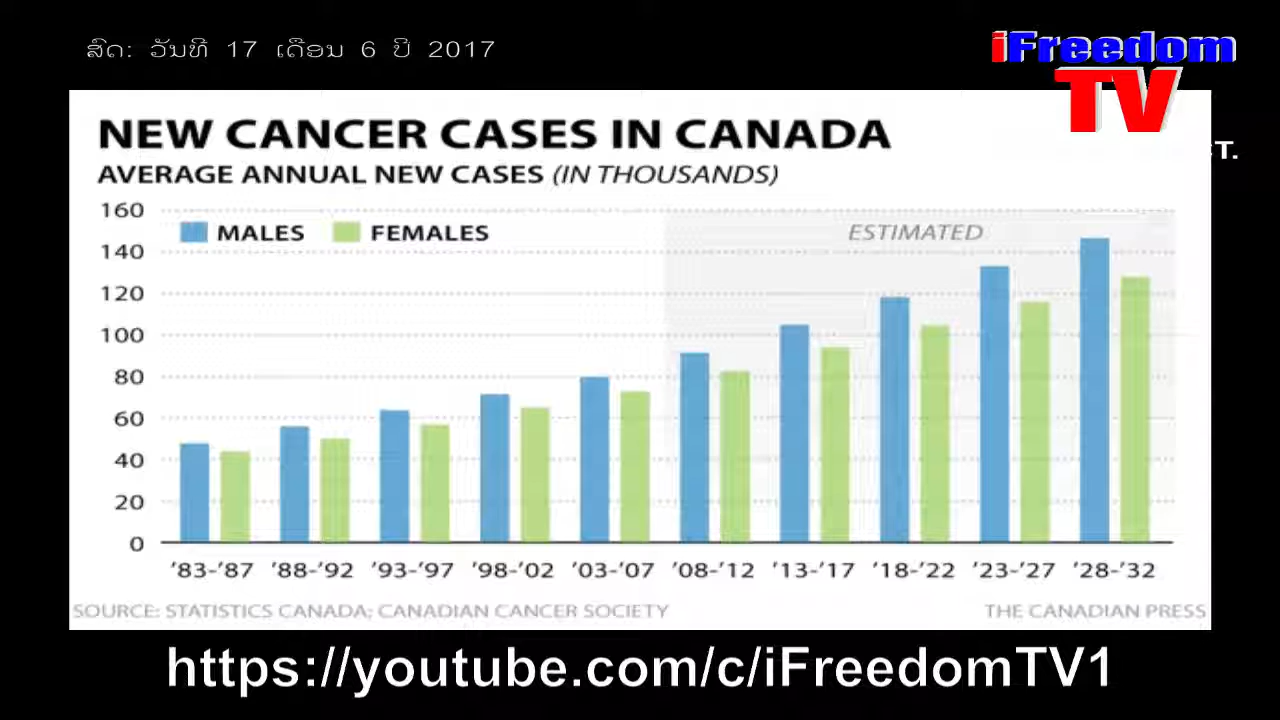 ສົດ: ວັນທີ 17 ເດືອນ 6 ປີ 2017
iFreedom
TV
NEW CANCER CASES IN CANADA
AVERAGE ANNUAL NEW CASES (IN THOUSANDS)
160
MALES FEMALES ESTIMATED
140
120
100
80
60
40
20
0
'83-'87 '88-'92 '93-'97 '98-'02 '03-'07 '08-'12 '13-'17 '18-'22 '23-'27 '28-'32
SOURCE: STATISTICS CANADA; CANADIAN CANCER SOCIETY THE CANADIAN PRESS
https://youtube.com/c/iFreedomTV1